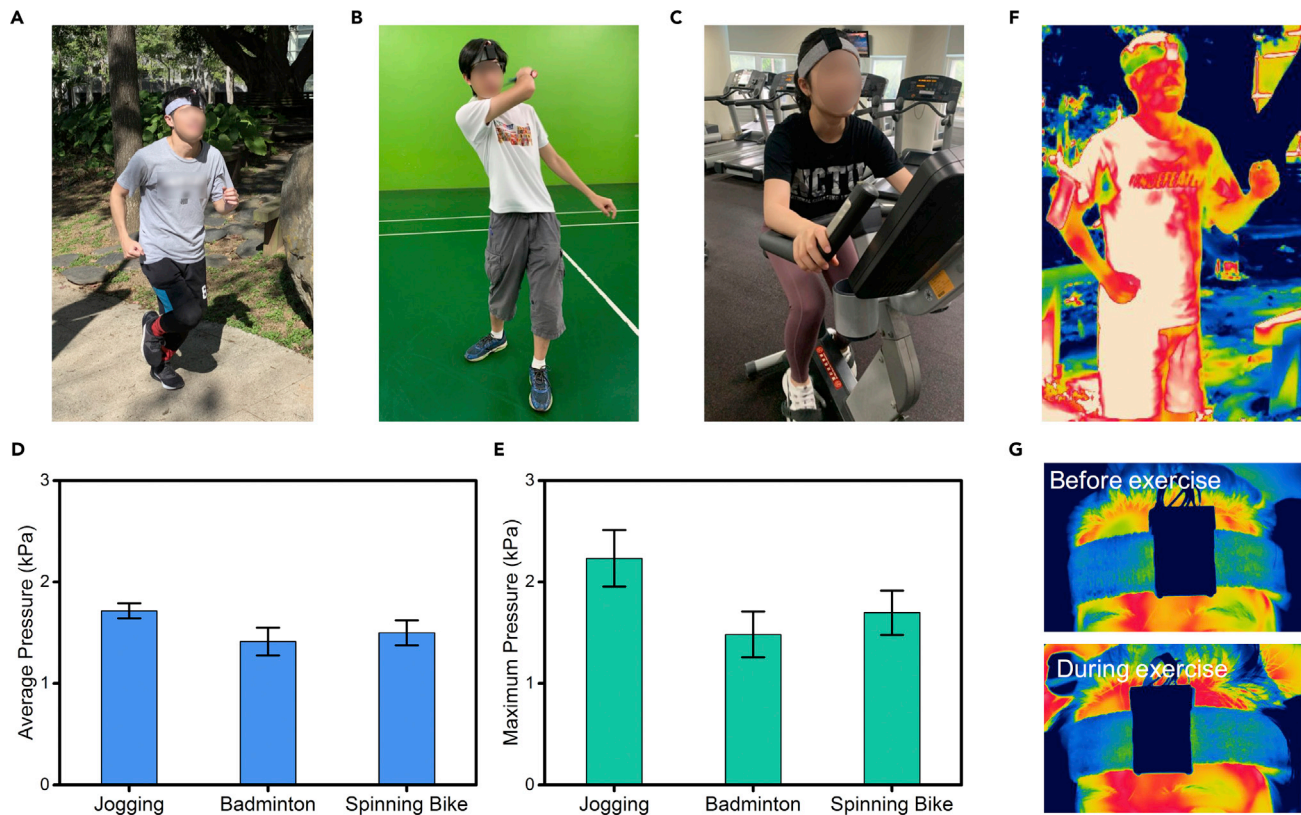 A
B
C
F
D
E
G
Average Pressure (kPa)
3
2
1
0
Jogging
Badminton
Spinning Bike
Maximum Pressure (kPa)
3
2
1
0
Jogging
Badminton
Spinning Bike
Before exercise
During exercise